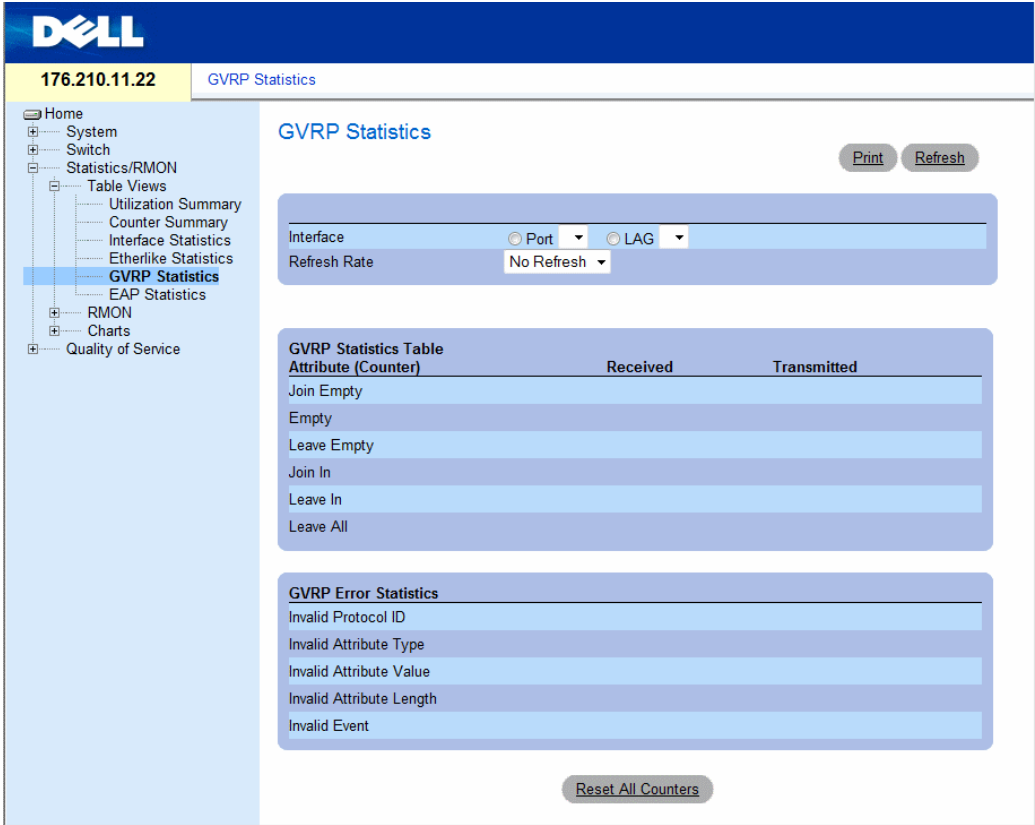 DELL
176.210.11.22
GVRP Statistics
Home
System
Switch
Statistics/RMON
Table Views
Utilization Summary
Counter Summary
Interface Statistics
Etherlike Statistics
GVRP Statistics
EAP Statistics
RMON
Charts
Quality of Service
GVRP Statistics
Print Refresh
Interface Port LAG
Refresh Rate No Refresh
GVRP Statistics Table
Attribute (Counter) Received Transmitted
Join Empty
Empty
Leave Empty
Join In
Leave In
Leave All
GVRP Error Statistics
Invalid Protocol ID
Invalid Attribute Type
Invalid Attribute Value
Invalid Attribute Length
Invalid Event
Reset All Counters